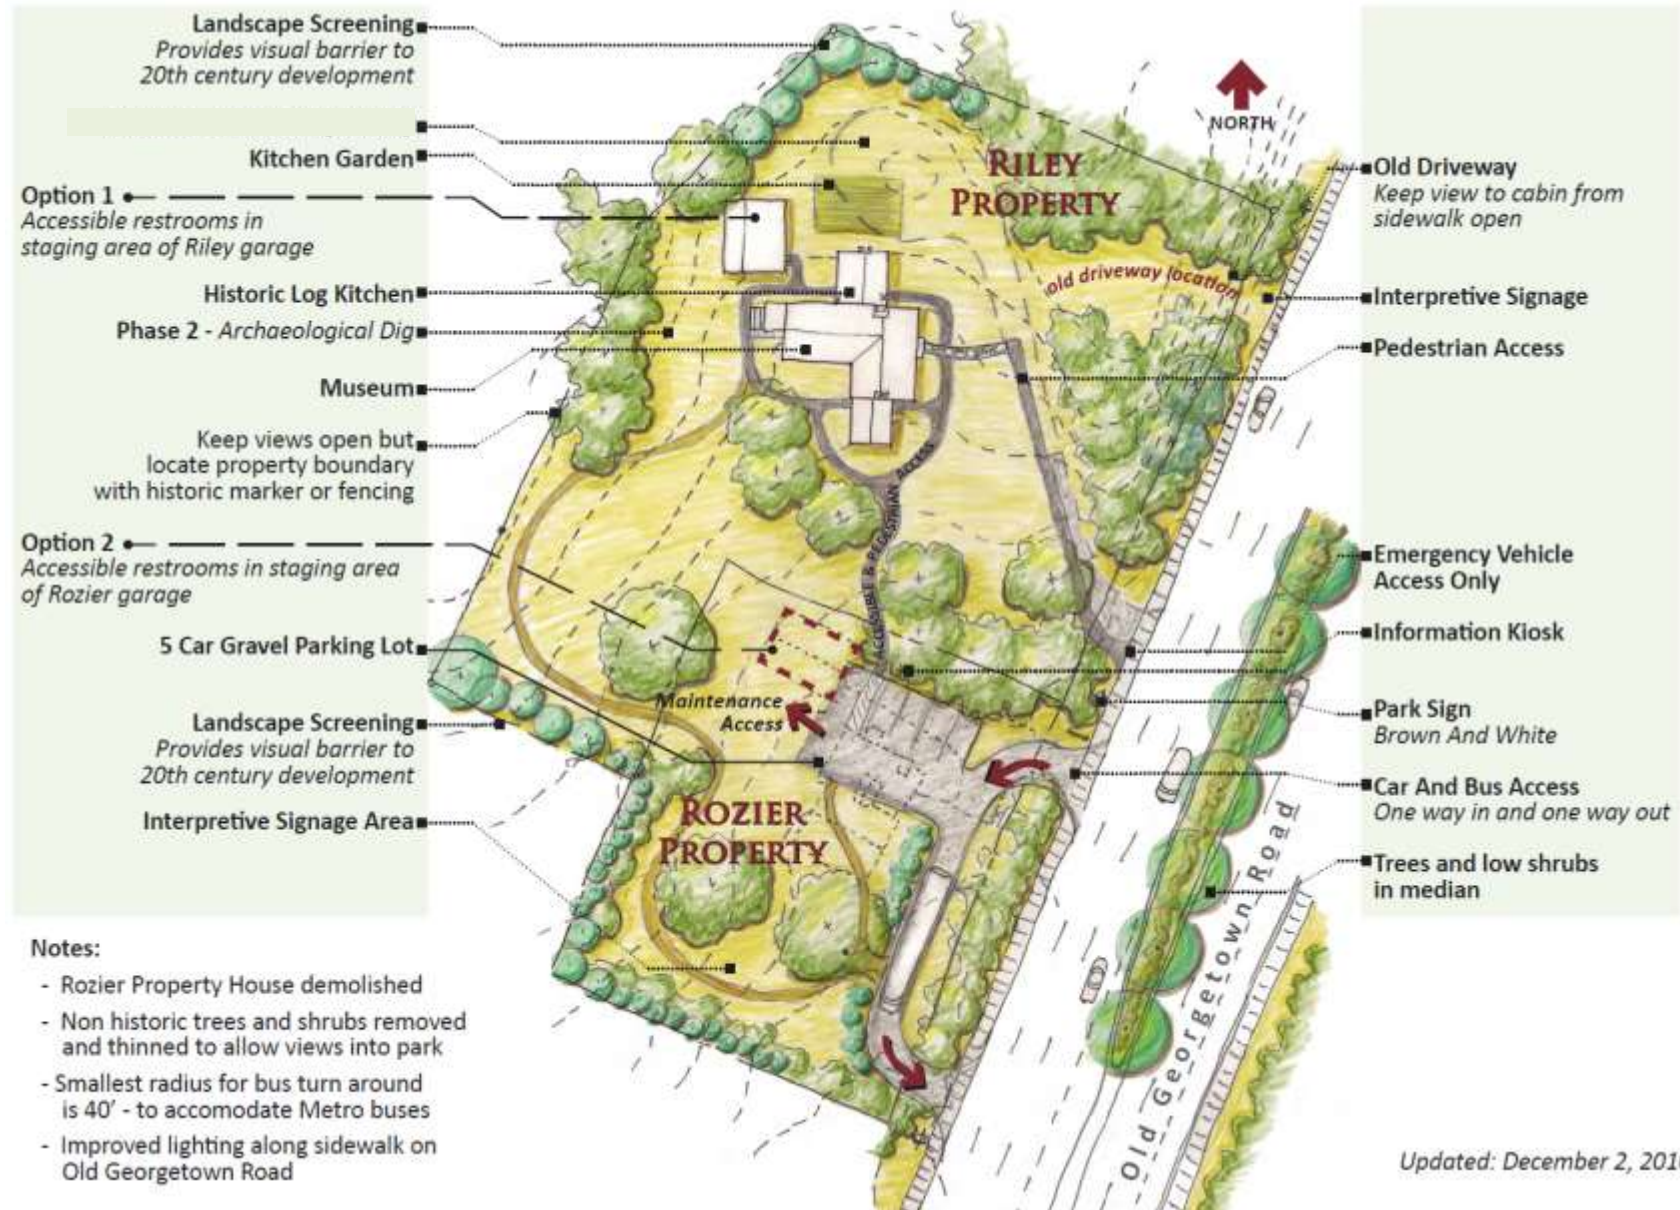 Landscape Screening
Provides visual barrier to
20th century development
Kitchen Garden
Option 1
Accessible restrooms in
staging area of Riley garage
Historic Log Kitchen
Phase 2 - Archaeological Dig
Museum
Keep views open but
locate property boundary
with historic marker or fencing
Option 2
Accessible restrooms in staging area
of Rozier garage
5 Car Gravel Parking Lot
Landscape Screening
Provides visual barrier to
20th century development
Interpretive Signage Area
Notes:
- Rozier Property House demolished
- Non historic trees and shrubs removed
and thinned to allow views into park
- Smallest radius for bus turn around
is 40' - to accomodate Metro buses
- Improved lighting along sidewalk on
Old Georgetown Road
NORTH
RILEY
PROPERTY
old driveway location
ACCESSIBLE & PEDESTRIAN ACCESS
Maintenance
Access
ROZIER
PROPERTY
Old Georgetown Road
Old Driveway
Keep view to cabin from
sidewalk open
Interpretive Signage
Pedestrian Access
Emergency Vehicle
Access Only
Information Kiosk
Park Sign
Brown And White
Car And Bus Access
One way in and one way out
Trees and low shrubs
in median
Updated: December 2,